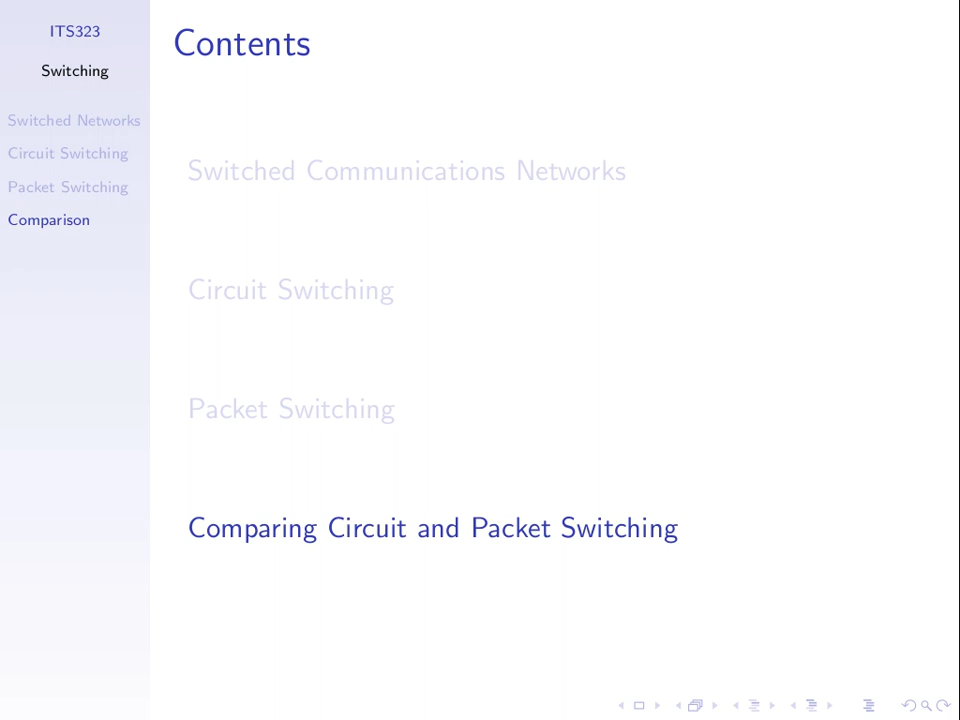 ITS323
Switching
Switched Networks
Circuit Switching
Packet Switching
Comparison
Contents
Switched Communications Networks
Circuit Switching
Packet Switching
Comparing Circuit and Packet Switching